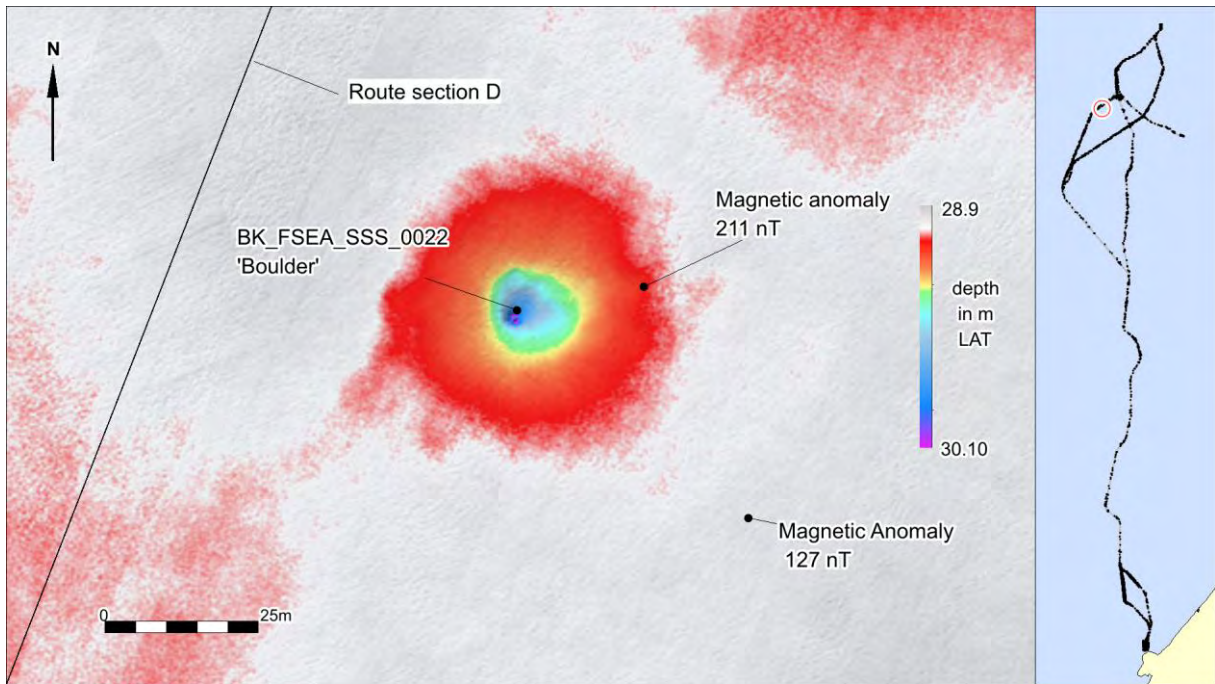 N
Route section D
Magnetic anomaly
211 nT
BK_FSEA_SSS_0022
'Boulder'
28.9
depth
in m
LAT
30.10
Magnetic Anomaly
127 nT
0
25m